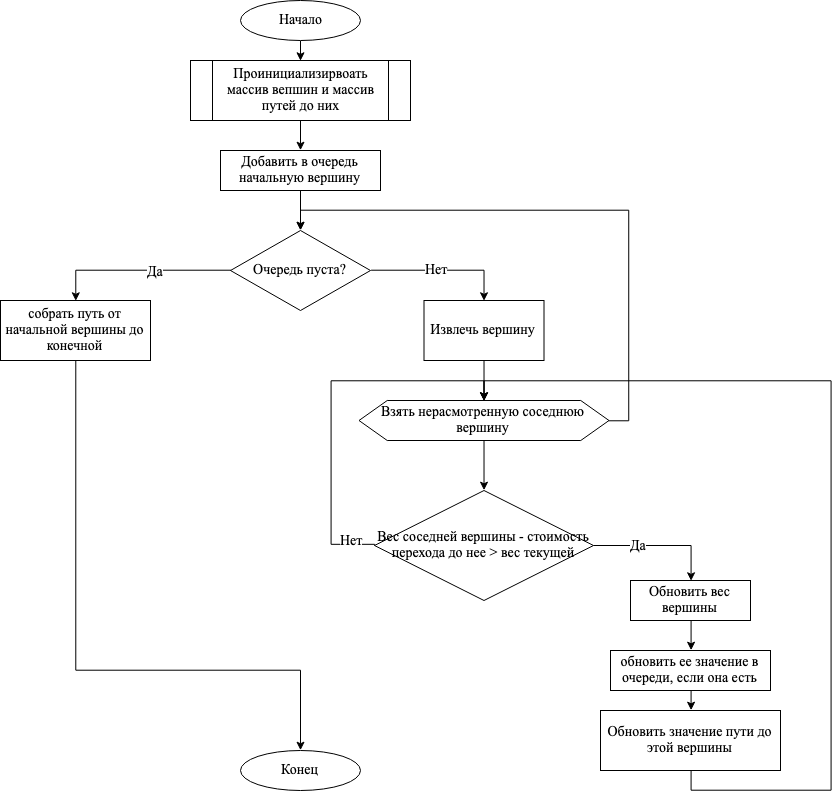 Начало
Проинициализирвоать
массив вепшин и массив
путей до них
Добавить в очередь
начальную вершину
Очередь пуста?
Да
Нет
собрать путь от
начальной вершины до
конечной
Извлечь вершину
Взять нерасмотренную соседнюю
вершину
Вес соседней вершины - стоимость
перехода до нее > вес текущей
Нет
Да
Обновить вес
вершины
обновить ее значение в
очереди, если она есть
Обновить значение пути до
этой вершины
Конец